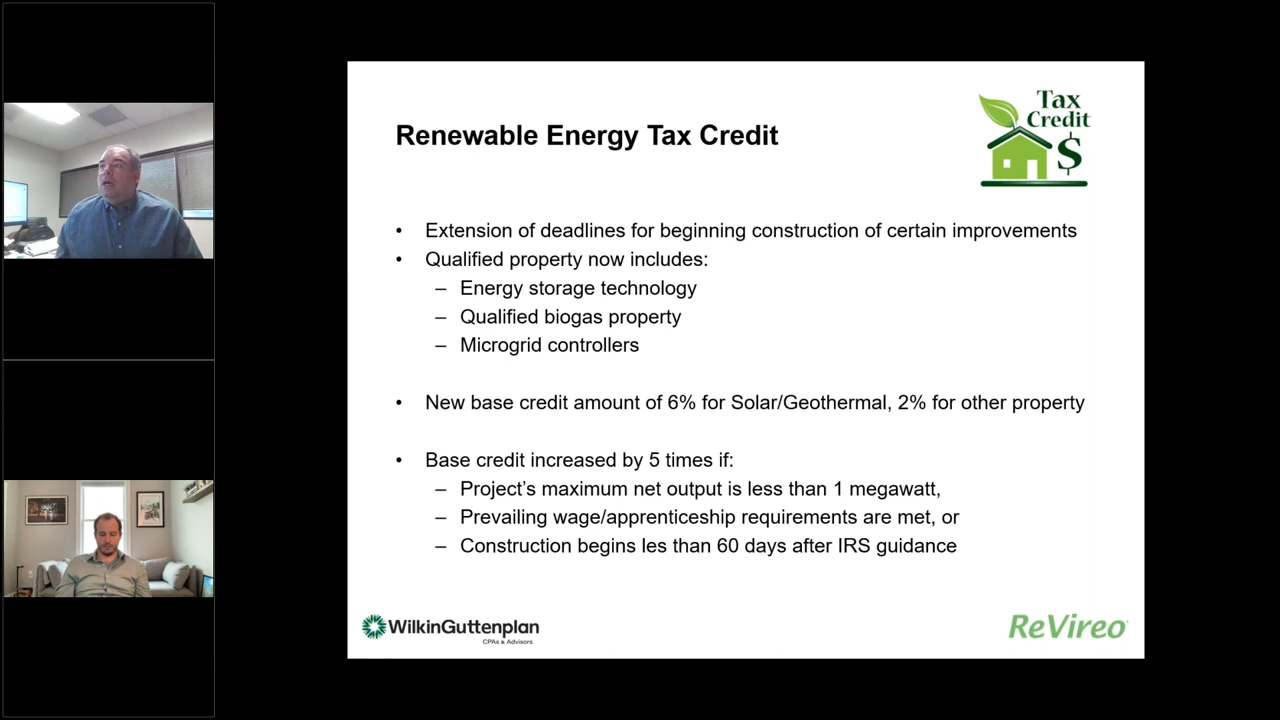 Tax
Credit
$
Renewable Energy Tax Credit
• Extension of deadlines for beginning construction of certain improvements
• Qualified property now includes:
– Energy storage technology
– Qualified biogas property
– Microgrid controllers
• New base credit amount of 6% for Solar/Geothermal, 2% for other property
• Base credit increased by 5 times if:
– Project's maximum net output is less than 1 megawatt,
– Prevailing wage/apprenticeship requirements are met, or
– Construction begins les than 60 days after IRS guidance
WilkinGuttenplan
CPAs & Advisors
ReVireo